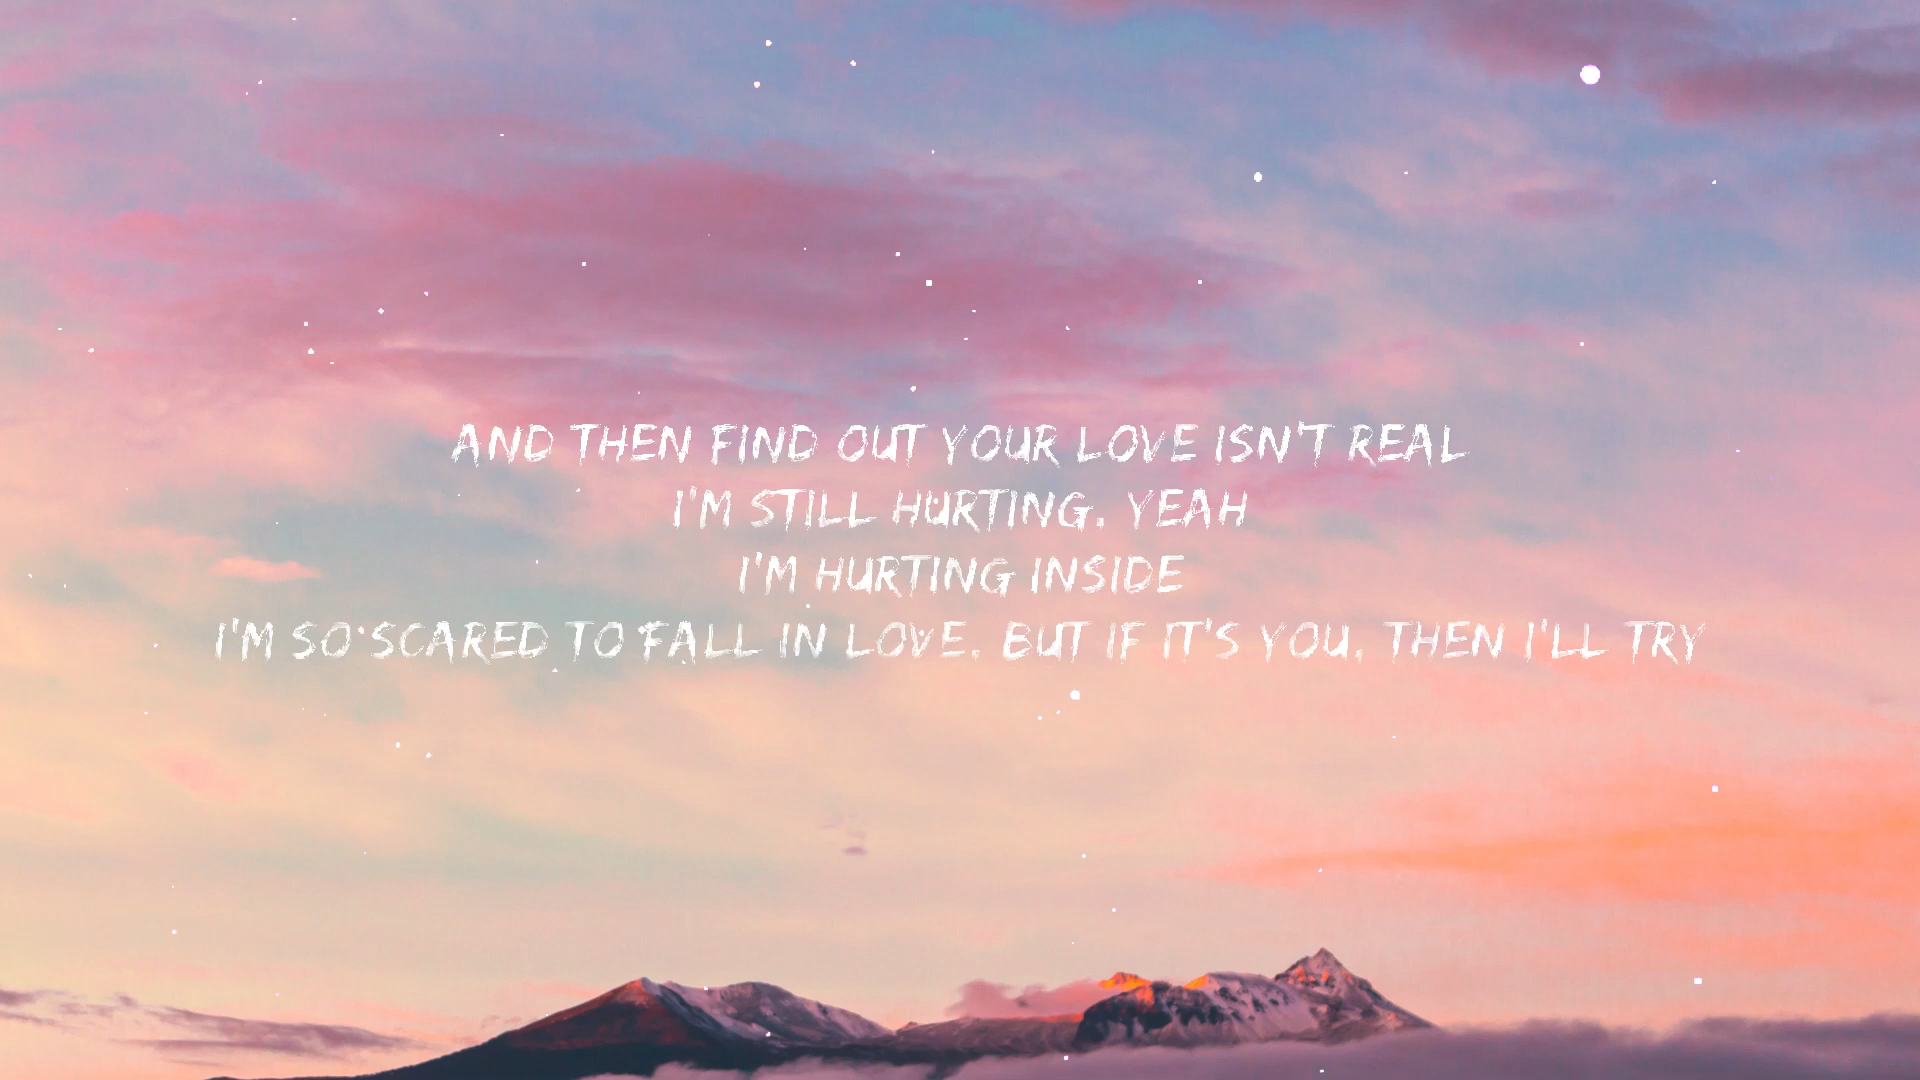 AND THEN FIND OUT YOUR LOVE ISN'T REAL
I'M STILL HURTING, YEAH
I'M HURTING INSIDE
I'M SO SCARED TO FALL IN LOVE, BUT IF IT'S YOU, THEN I'LL TRY